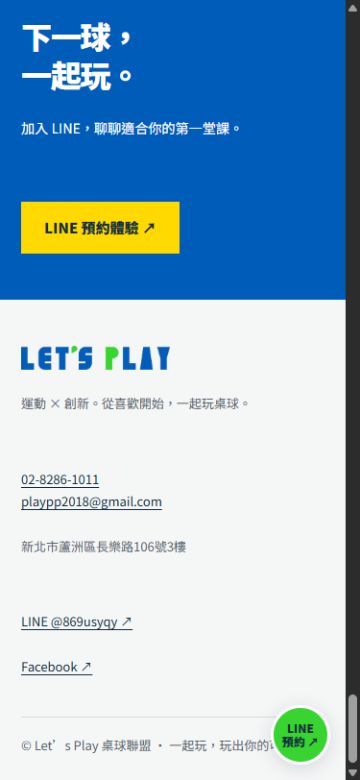 下一球，
一起玩。
加入 LINE，聊聊適合你的第一堂課。
LINE 預約體驗 ↗
LET'S PLAY
運動 × 創新。從喜歡開始，一起玩桌球。
02-8286-1011
playpp2018@gmail.com
新北市蘆洲區長樂路106號3樓
LINE @869usyqy ↗
Facebook ↗
© Let’s Play 桌球聯盟 · 一起玩，玩出你的
LINE
預約 ↗